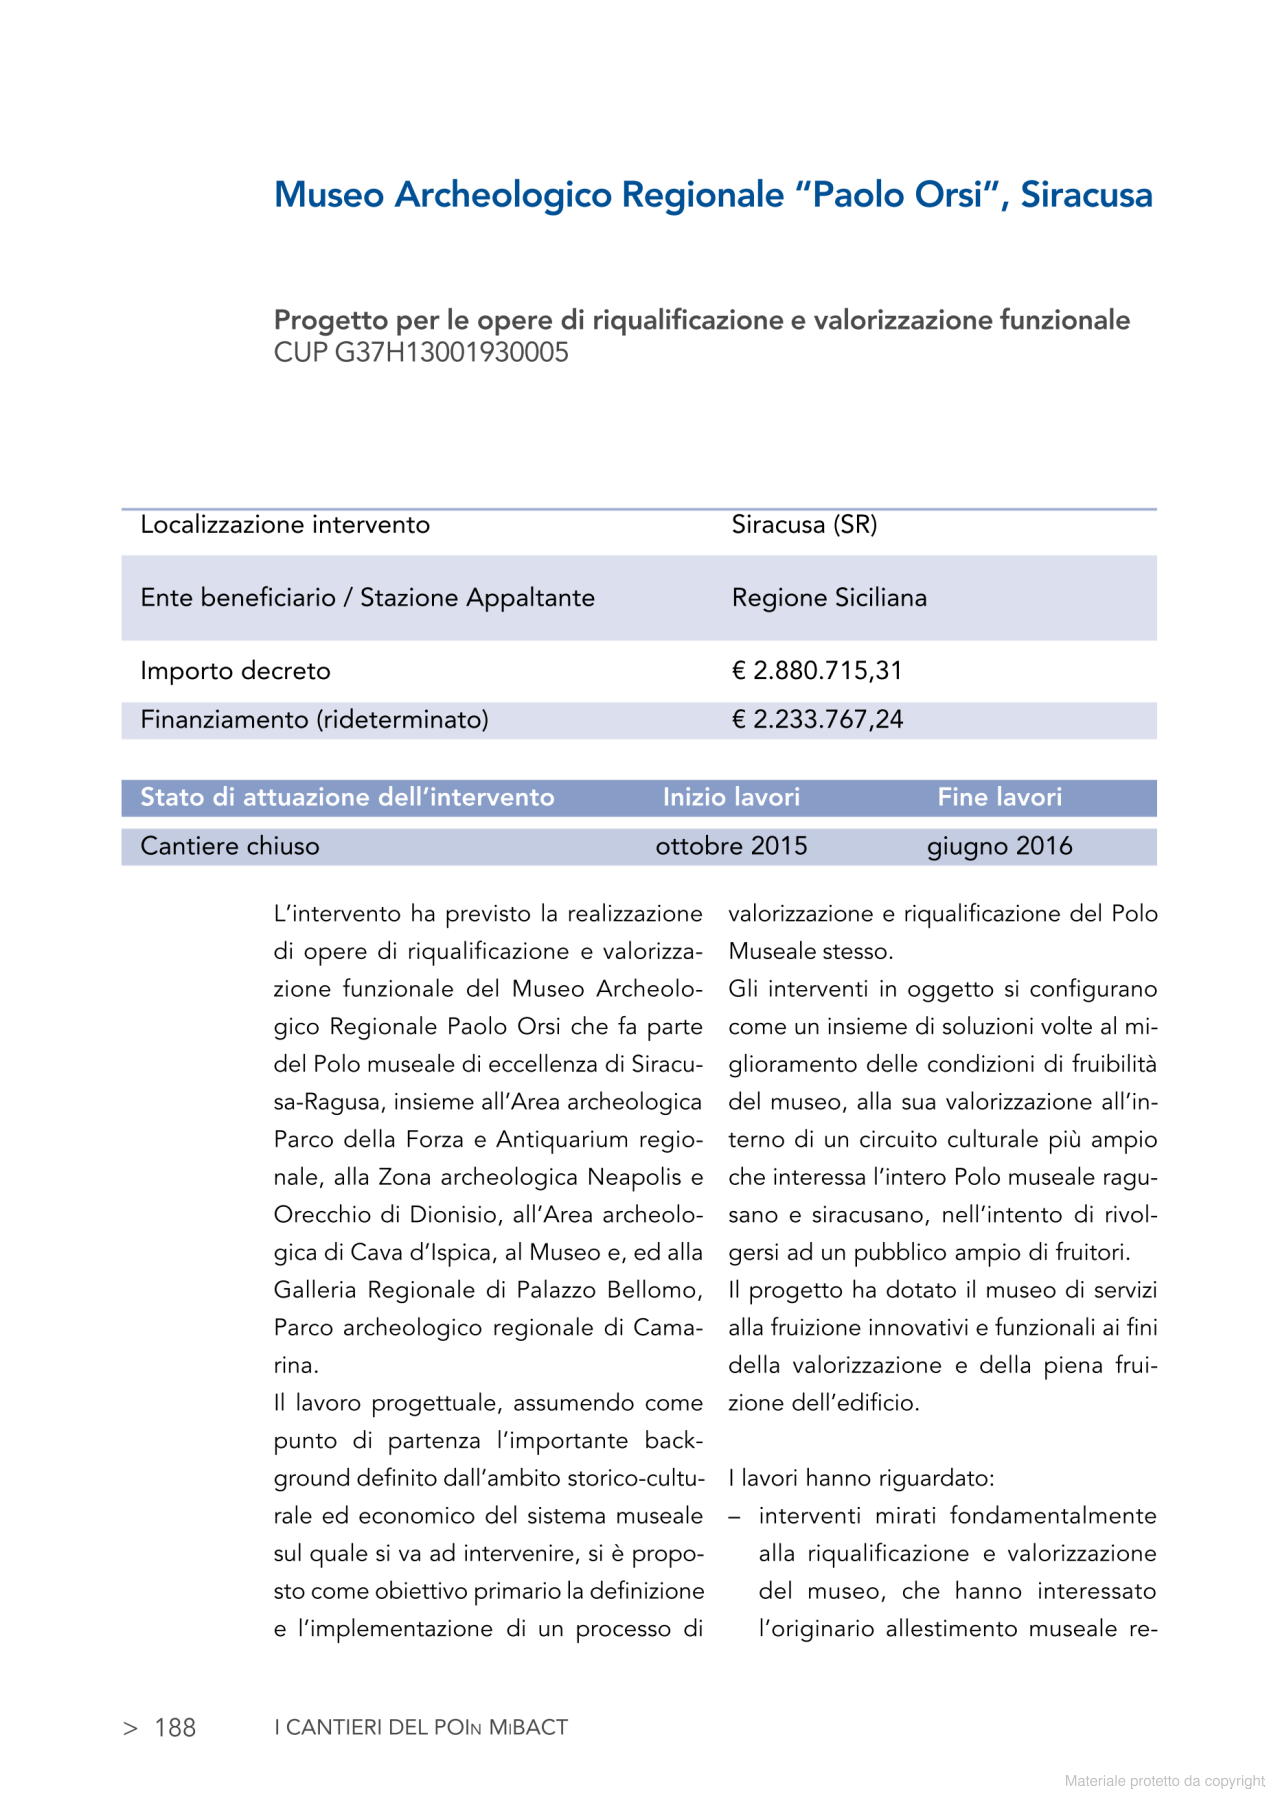 Museo Archeologico Regionale “Paolo Orsi”, Siracusa
Progetto per le opere di riqualificazione e valorizzazione funzionale
CUP G37H13001930005
Localizzazione intervento Siracusa (SR)
Ente beneficiario / Stazione Appaltante Regione Siciliana
Importo decreto € 2.880.715,31
Finanziamento (rideterminato) € 2.233.767,24
Stato di attuazione dell’intervento Inizio lavori Fine lavori
Cantiere chiuso ottobre 2015 giugno 2016
L’intervento ha previsto la realizzazione
di opere di riqualificazione e valorizza-
zione funzionale del Museo Archeolo-
gico Regionale Paolo Orsi che fa parte
del Polo museale di eccellenza di Siracu-
sa-Ragusa, insieme all’Area archeologica
Parco della Forza e Antiquarium regio-
nale, alla Zona archeologica Neapolis e
Orecchio di Dionisio, all’Area archeolo-
gica di Cava d’Ispica, al Museo e, ed alla
Galleria Regionale di Palazzo Bellomo,
Parco archeologico regionale di Cama-
rina.
Il lavoro progettuale, assumendo come
punto di partenza l’importante back-
ground definito dall’ambito storico-cultu-
rale ed economico del sistema museale
sul quale si va ad intervenire, si è propo-
sto come obiettivo primario la definizione
e l’implementazione di un processo di
valorizzazione e riqualificazione del Polo
Museale stesso.
Gli interventi in oggetto si configurano
come un insieme di soluzioni volte al mi-
glioramento delle condizioni di fruibilità
del museo, alla sua valorizzazione all’in-
terno di un circuito culturale più ampio
che interessa l’intero Polo museale ragu-
sano e siracusano, nell’intento di rivol-
gersi ad un pubblico ampio di fruitori.
Il progetto ha dotato il museo di servizi
alla fruizione innovativi e funzionali ai fini
della valorizzazione e della piena frui-
zione dell’edificio.
I lavori hanno riguardato:
– interventi mirati fondamentalmente
alla riqualificazione e valorizzazione
del museo, che hanno interessato
l’originario allestimento museale re-
> 188 I CANTIERI DEL POIn MiBACT
Materiale protetto da copyright